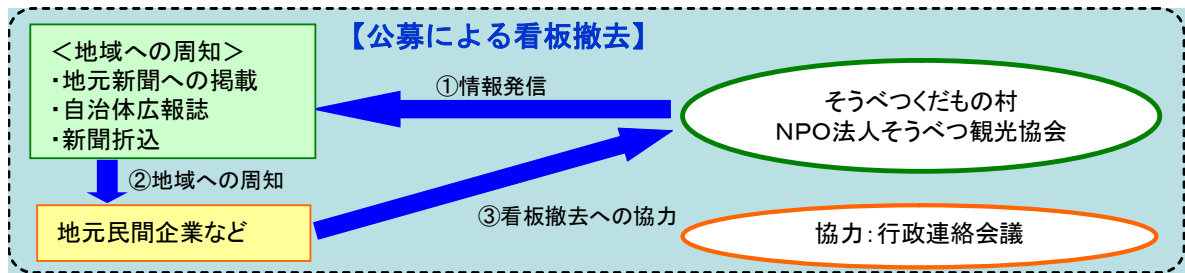 【公募による看板撤去】
＜地域への周知＞
・地元新聞への掲載
・自治体広報誌
・新聞折込
①情報発信
そうべつくだもの村
NPO法人そうべつ観光協会
②地域への周知
地元民間企業など
③看板撤去への協力
協力:行政連絡会議